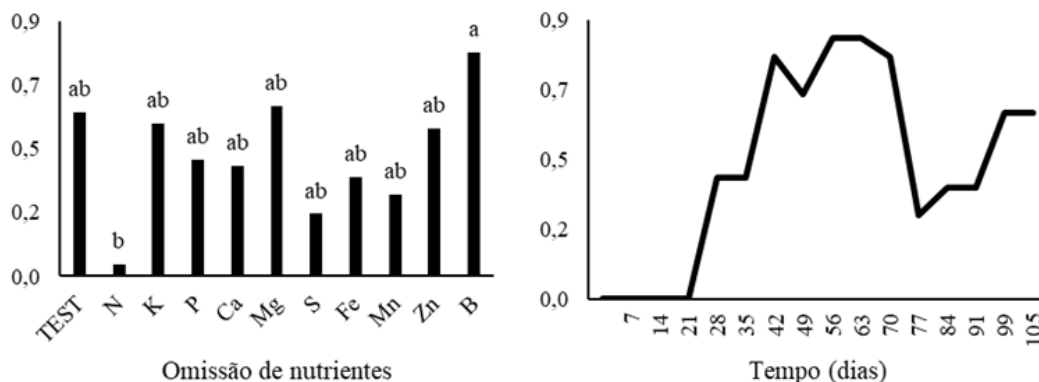 0,9
0,7
0,5
0,2
0,0
ab
b
ab
ab
ab
ab
ab
ab
ab
ab
a
TEST N K P Ca Mg S Fe Mn Zn B
Omissão de nutrientes
0,9
0,7
0,5
0,2
0,0
7 14 21 28 35 42 49 56 63 70 77 84 91 99 105
Tempo (dias)